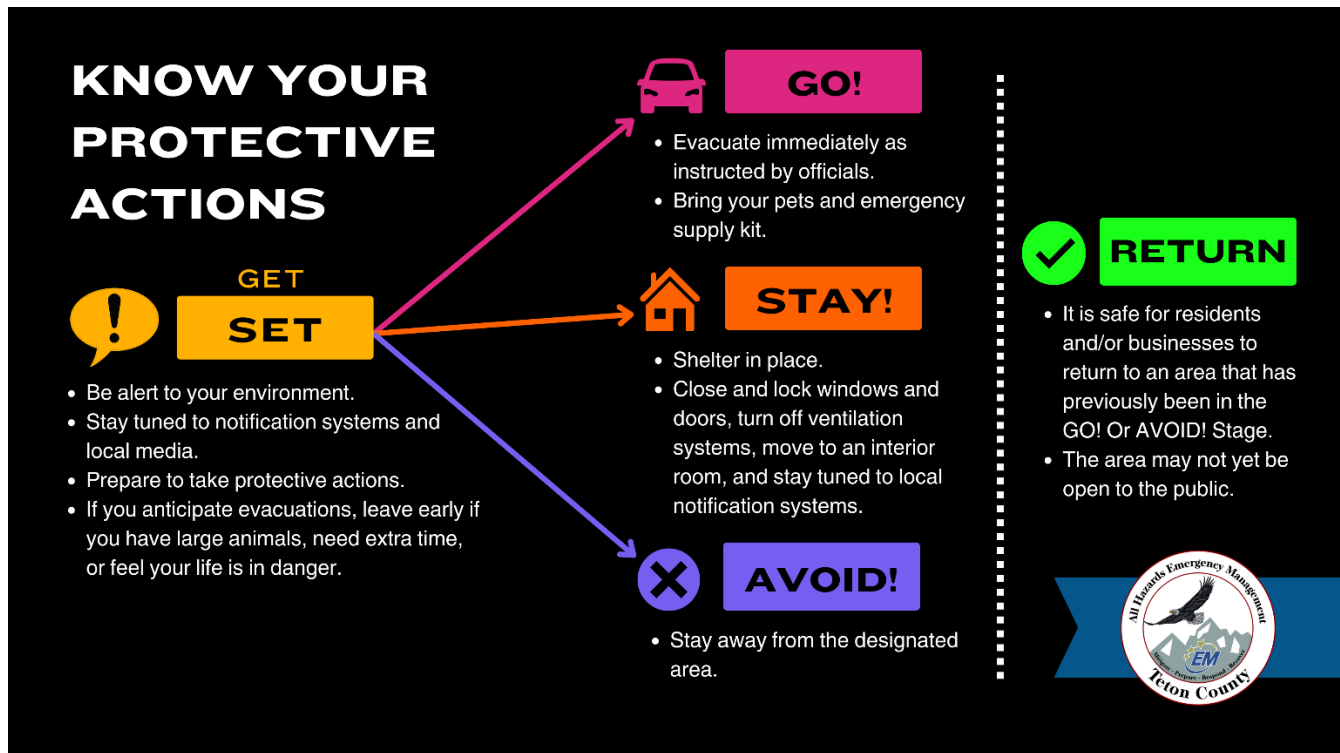 KNOW YOUR
PROTECTIVE
ACTIONS
GET
SET
• Be alert to your environment.
• Stay tuned to notification systems and
local media.
• Prepare to take protective actions.
• If you anticipate evacuations, leave early if
you have large animals, need extra time,
or feel your life is in danger.
GO!
• Evacuate immediately as
instructed by officials.
• Bring your pets and emergency
supply kit.
STAY!
• Shelter in place.
• Close and lock windows and
doors, turn off ventilation
systems, move to an interior
room, and stay tuned to local
notification systems.
AVOID!
• Stay away from the designated
area.
RETURN
• It is safe for residents
and/or businesses to
return to an area that has
previously been in the
GO! Or AVOID! Stage.
• The area may not yet be
open to the public.
All Hazards Emergency Management
EM
Mitigate - Prepare - Respond - Recover
Teton County